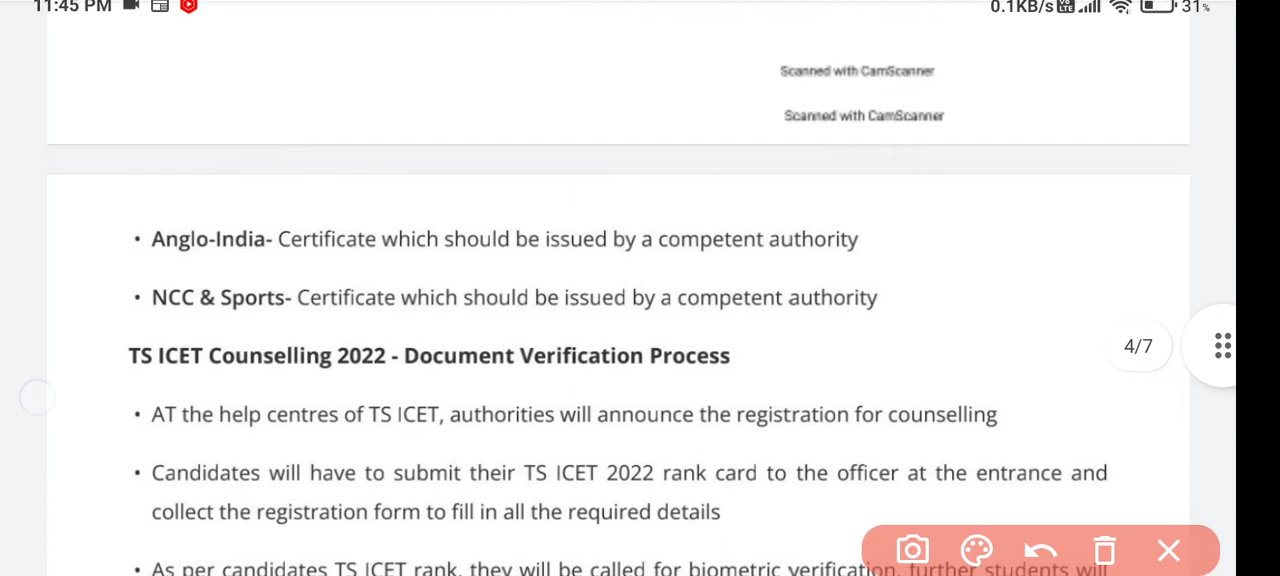 11:45 PM 0.1KB/s Vo LTE 31%
Scanned with CamScanner
Scanned with CamScanner
• Anglo-India- Certificate which should be issued by a competent authority
• NCC & Sports- Certificate which should be issued by a competent authority
TS ICET Counselling 2022 - Document Verification Process
4/7
• AT the help centres of TS ICET, authorities will announce the registration for counselling
• Candidates will have to submit their TS ICET 2022 rank card to the officer at the entrance and
collect the registration form to fill in all the required details
• As per candidates TS ICET rank, they will be called for biometric verification, further students will